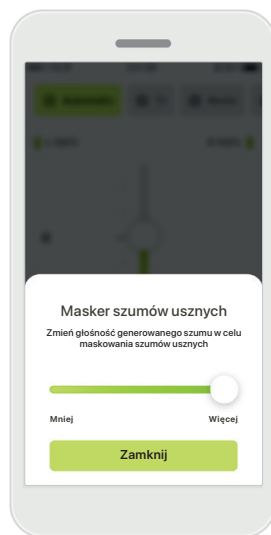 Masker szumów usznych
Zmień głośność generowanego szumu w celu
maskowania szumów usznych
Mniej
Więcej
Zamknij